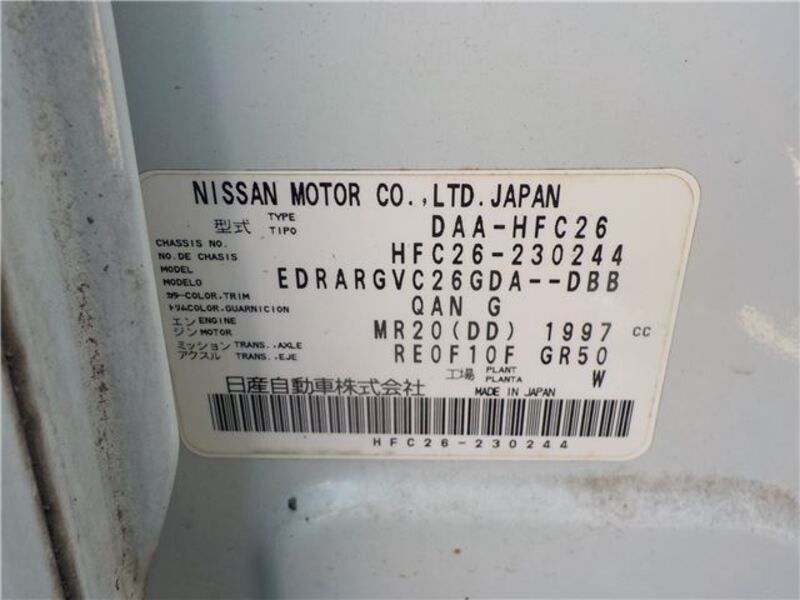 NISSAN MOTOR CO.,LTD. JAPAN
型式 TYPE TIPO DAA-HFC26
CHASSIS NO. NO. DE CHASIS HFC26-230244
MODEL MODELO EDRARGVC26GDA--DBB
カラー COLOR, TRIM トリム COLOR, GUARNICION QAN G
エンジン ENGINE MOTOR MR20(DD) 1997 cc
ミッション TRANS., AXLE アクスル TRANS., EJE RE0F10F GR50
工場 PLANT PLANTA W
日産自動車株式会社 MADE IN JAPAN
HFC26-230244